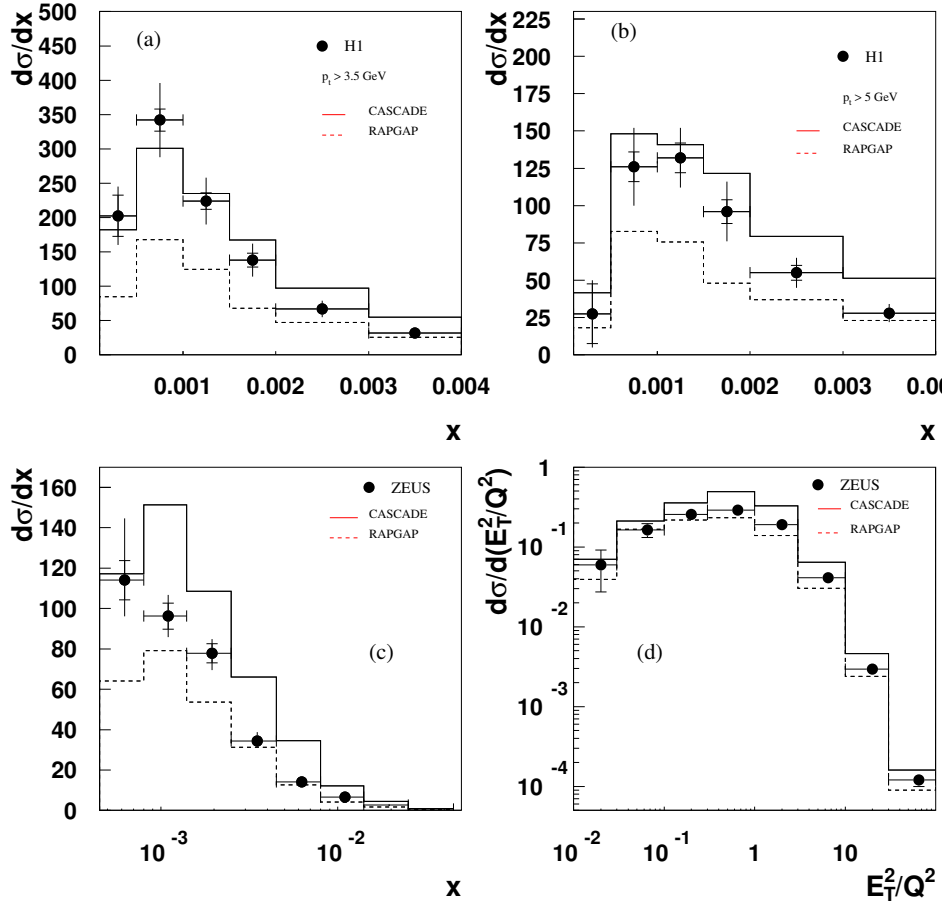 dσ/dx
500
450
400
350
300
250
200
150
100
50
0
(a)
H1
p_t > 3.5 GeV
CASCADE
RAPGAP
0.001
0.002
0.003
0.004
x
dσ/dx
225
200
175
150
125
100
75
50
25
0
(b)
H1
p_t > 5 GeV
CASCADE
RAPGAP
0.001
0.002
0.003
0.00
x
dσ/dx
160
140
120
100
80
60
40
20
0
ZEUS
CASCADE
RAPGAP
(c)
10^-3
10^-2
x
dσ/d(E_T^2/Q^2)
1
10^-1
10^-2
10^-3
10^-4
ZEUS
CASCADE
RAPGAP
(d)
10^-2
10^-1
1
10
E_T^2/Q^2